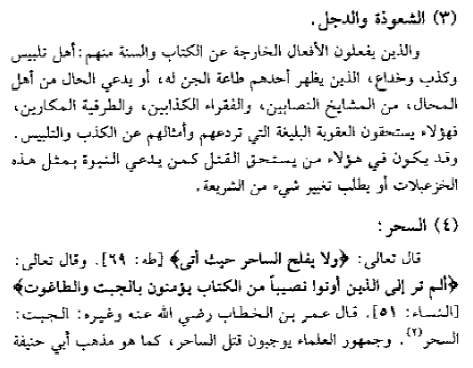 (٣) الشعوذة والدجل.
والذين يفعلون الأفعال الخارجة عن الكتاب والسنة منهم: أهل تلبيس
وكذب وخداع، الذين يظهر أحدهم طاعة الجن له، أو يدعي الحال من أهل
المحال، من المشايخ النصابين، والفقراء الكذابين، والطرقية المكارين،
فهؤلاء يستحقون العقوبة البليغة التي تردعهم وأمثالهم عن الكذب والتلبيس.
وقد يكون في هؤلاء من يستحق القتل كمن يدعي النبوة بمثل هذه
الخزعبلات أو يطلب تغيير شيء من الشريعة.
(٤) السحر:
قال تعالى: ﴿ولا يفلح الساحر حيث أتى﴾ [طه: ٦٩]. وقال تعالى:
﴿ألم تر إلى الذين أوتوا نصيباً من الكتاب يؤمنون بالجبت والطاغوت﴾
[النساء: ٥١]. قال عمر بن الخطاب رضي الله عنه وغيره: الجبت:
السحر(٢). وجمهور العلماء يوجبون قتل الساحر، كما هو مذهب أبي حنيفة